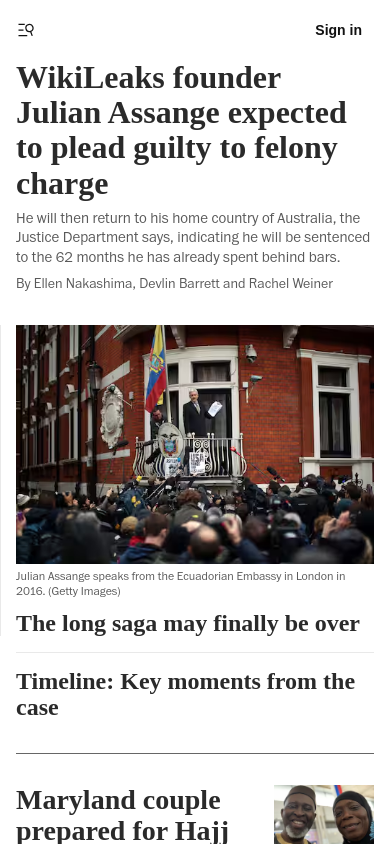 Sign in
WikiLeaks founder
Julian Assange expected
to plead guilty to felony
charge
He will then return to his home country of Australia, the
Justice Department says, indicating he will be sentenced
to the 62 months he has already spent behind bars.
By Ellen Nakashima, Devlin Barrett and Rachel Weiner
Julian Assange speaks from the Ecuadorian Embassy in London in
2016. (Getty Images)
The long saga may finally be over
Timeline: Key moments from the
case
Maryland couple
prepared for Hajj